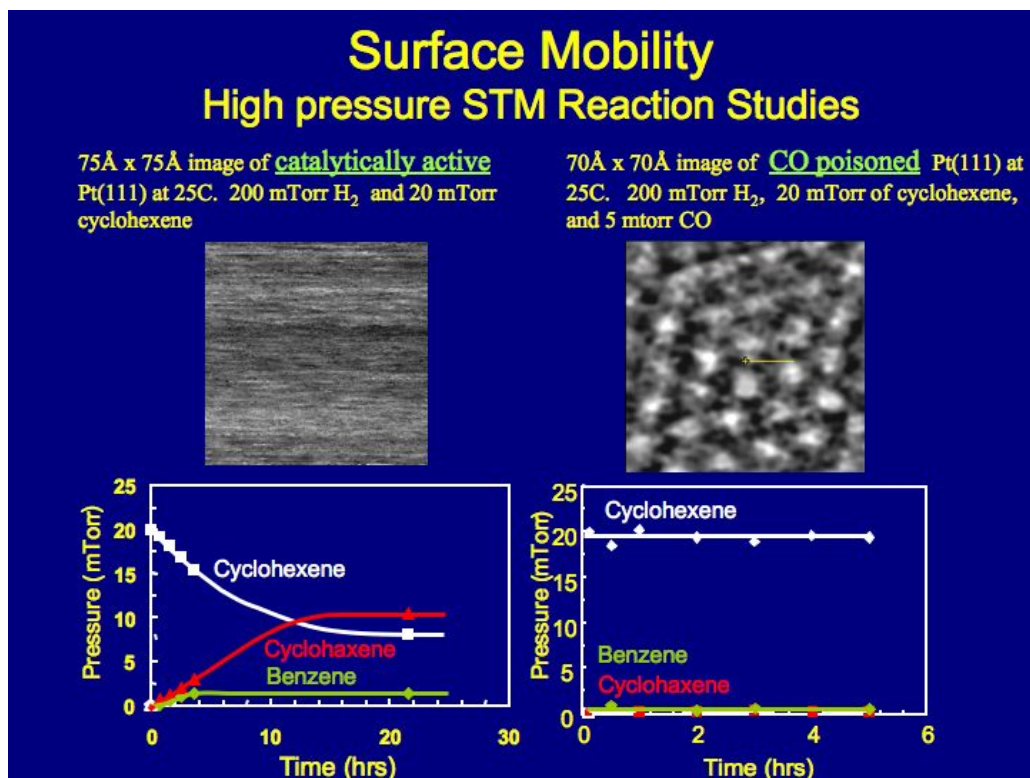 Surface Mobility
High pressure STM Reaction Studies
75Å x 75Å image of catalytically active
Pt(111) at 25C. 200 mTorr H₂ and 20 mTorr
cyclohexene
70Å x 70Å image of CO poisoned Pt(111) at
25C. 200 mTorr H₂, 20 mTorr of cyclohexene,
and 5 mtorr CO
Pressure (mTorr)
25
20
15
10
5
0
Cyclohexene
Cyclohaxene
Benzene
0 10 20 30
Time (hrs)
Pressure (mTorr)
25
20
15
10
5
0
Cyclohexene
Benzene
Cyclohaxene
0 2 4 6
Time (hrs)